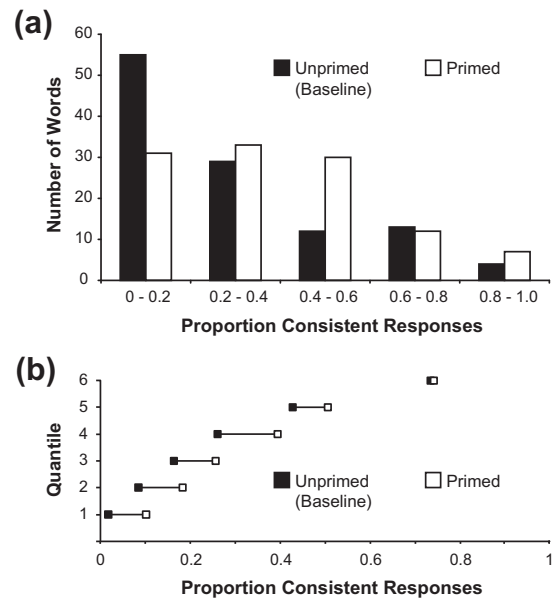 (a)
60
50
40
30
20
10
0
Number of Words
Unprimed
(Baseline)
Primed
0 - 0.2
0.2 - 0.4
0.4 - 0.6
0.6 - 0.8
0.8 - 1.0
Proportion Consistent Responses
(b)
6
5
4
3
2
1
Quantile
Unprimed
(Baseline)
Primed
0
0.2
0.4
0.6
0.8
1
Proportion Consistent Responses